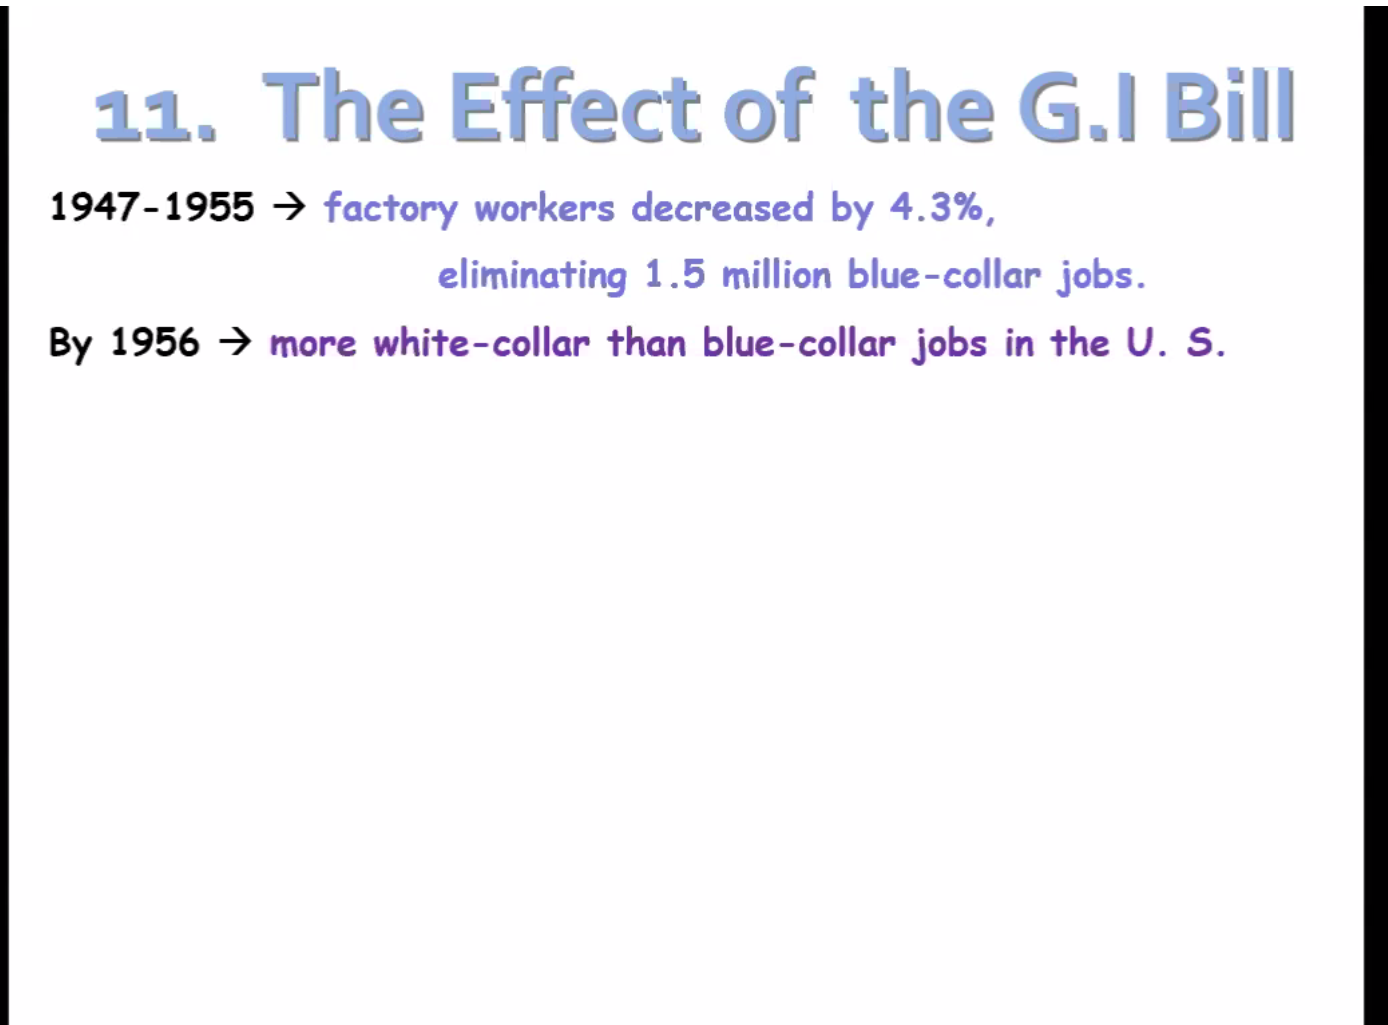 11. The Effect of the G.I Bill
1947-1955 → factory workers decreased by 4.3%,
eliminating 1.5 million blue-collar jobs.
By 1956 → more white-collar than blue-collar jobs in the U. S.